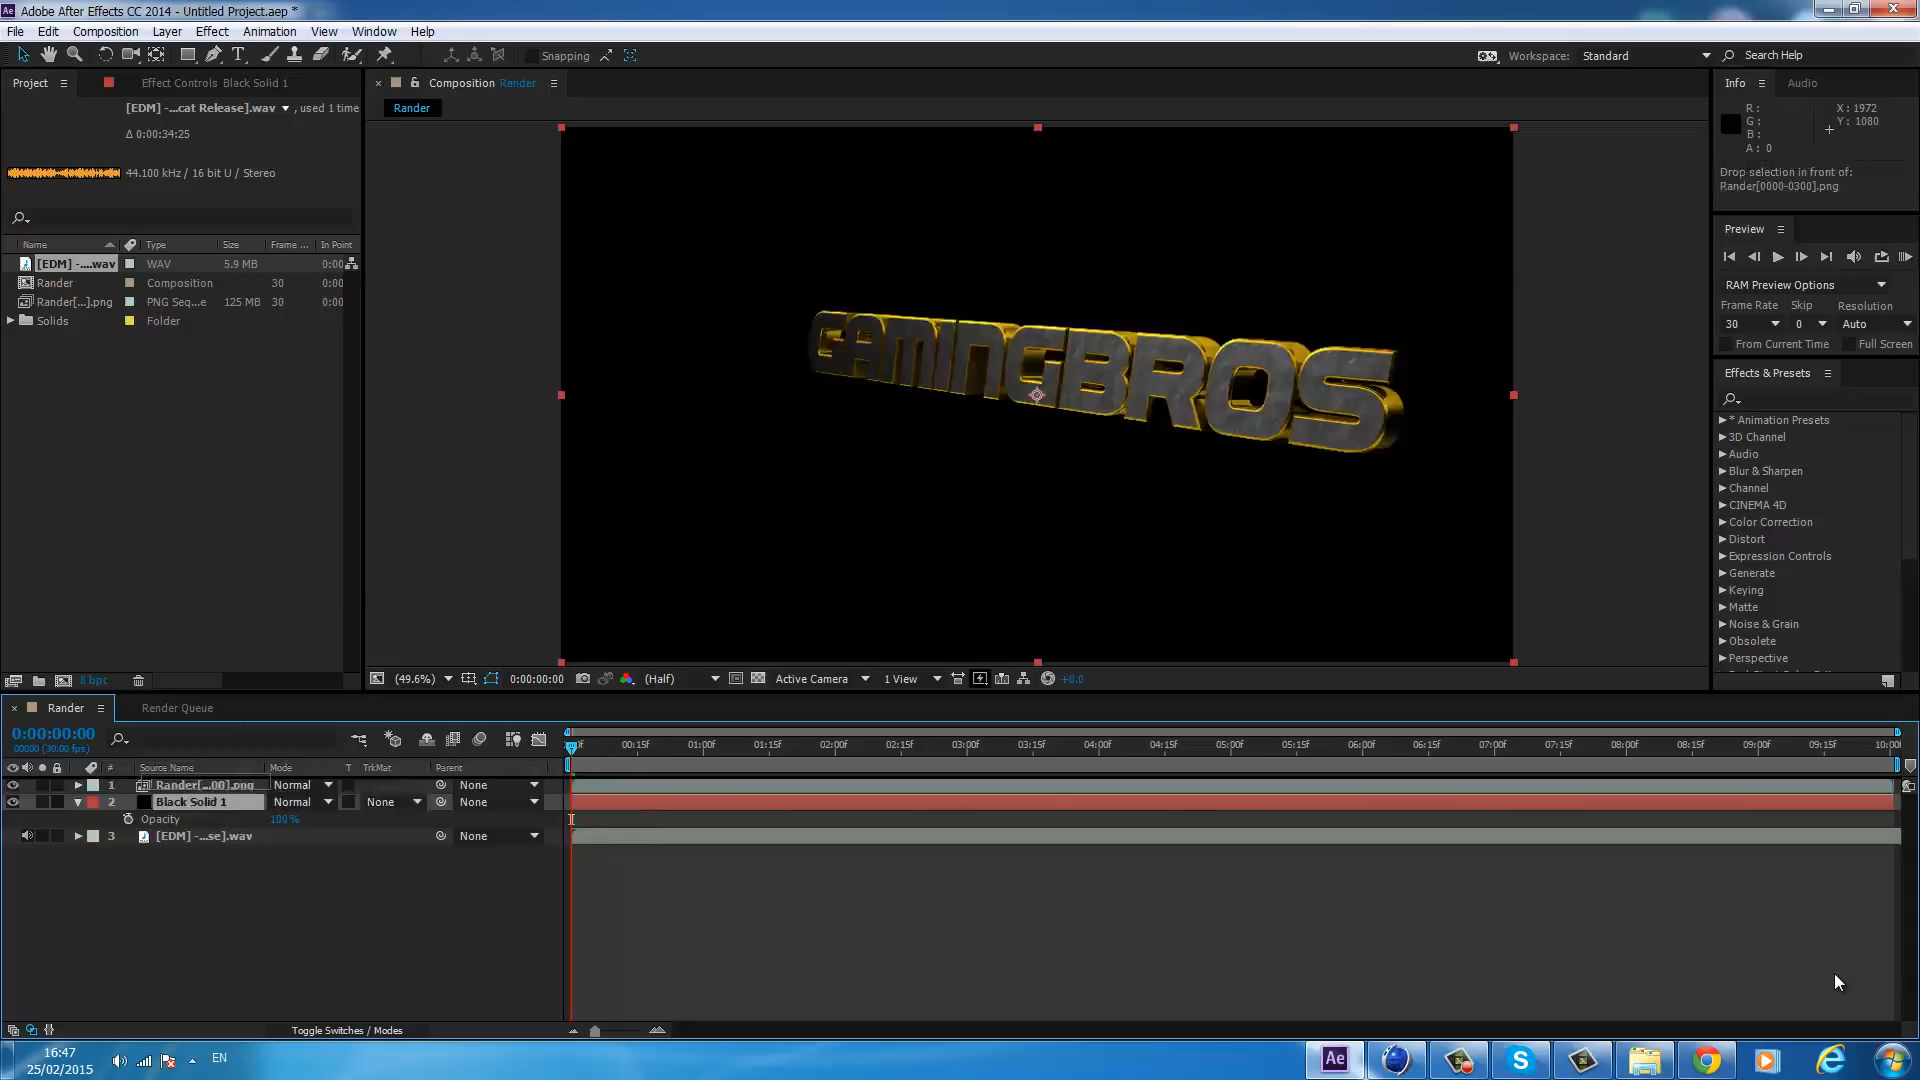 Adobe After Effects CC 2014 - Untitled Project.aep *
File Edit Composition Layer Effect Animation View Window Help
Snapping
Workspace: Standard
Search Help
Project
Effect Controls Black Solid 1
[EDM] -...cat Release].wav , used 1 time
Δ 0:00:34:25
44.100 kHz / 16 bit U / Stereo
Name Type Size Frame ... In Point
[EDM] -....wav WAV 5.9 MB 0:00
Rander Composition 30 0:00
Rander[...].png PNG Seq...e 125 MB 30 0:00
Solids Folder
8 bpc
Composition Rander
Rander
GAMINGBROS
(49.6%) 0:00:00:00 (Half) Active Camera 1 View +0.0
Info Audio
R : X : 1972
G : Y : 1080
B :
A : 0
Drop selection in front of:
Rander[0000-0300].png
Preview
RAM Preview Options
Frame Rate Skip Resolution
30 0 Auto
From Current Time Full Screen
Effects & Presets
* Animation Presets
3D Channel
Audio
Blur & Sharpen
Channel
CINEMA 4D
Color Correction
Distort
Expression Controls
Generate
Keying
Matte
Noise & Grain
Obsolete
Perspective
Rander
Render Queue
0:00:00:00
00000 (30.00 fps)
00:15f 01:00f 01:15f 02:00f 02:15f 03:00f 03:15f 04:00f 04:15f 05:00f 05:15f 06:00f 06:15f 07:00f 07:15f 08:00f 08:15f 09:00f 09:15f 10:00f
# Source Name Mode T TrkMat Parent
1 Rander[...00].png Normal None
2 Black Solid 1 Normal None None
Opacity 100%
3 [EDM] -...se].wav None
Toggle Switches / Modes
16:47
25/02/2015
EN
Ae